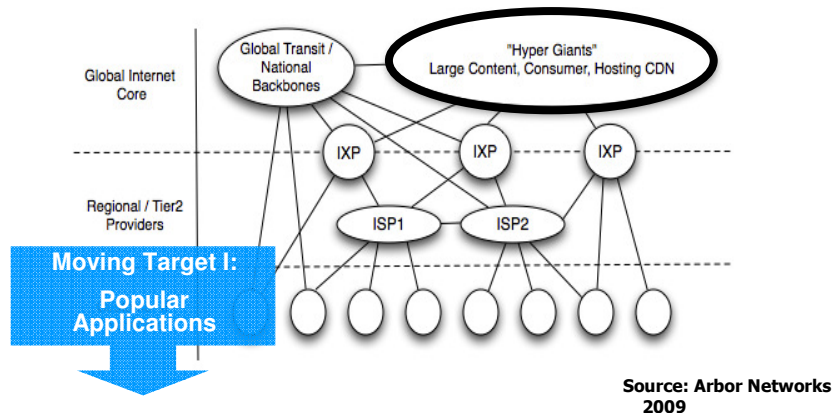 Global Transit /
National
Backbones
"Hyper Giants"
Large Content, Consumer, Hosting CDN
Global Internet
Core
IXP
IXP
IXP
Regional / Tier2
Providers
ISP1
ISP2
Moving Target I:
Popular
Applications
Source: Arbor Networks
2009